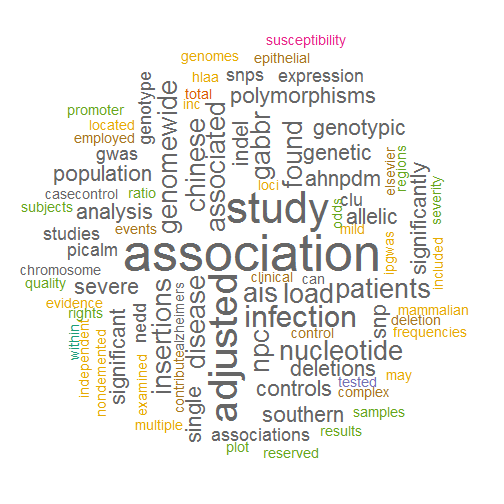 susceptibility
genomes epithelial
hlaa snps expression
total polymorphisms
inc
promoter
located
employed
genotype
genomewide
chinese
associated
indel
gabbr
found
genotypic
genetic
elsevier
regions
gwas
population
loci
ahnpdm
severity
casecontrol ratio
subjects analysis
events
study
odds
clu
mild
allelic
significantly
included
studies
picalm
association
ipgwas
chromosome
quality severe
clinical can
ais load patients
evidence
rights
within
independent
nondemented
significant
nedd
examined
insertions
contributealzheimers
disease
single
adjusted
infection
npc
control
snp
mammalian
deletion
frequencies
nucleotide
deletions
tested may
controls complex
southern samples
multiple associations results
plot reserved